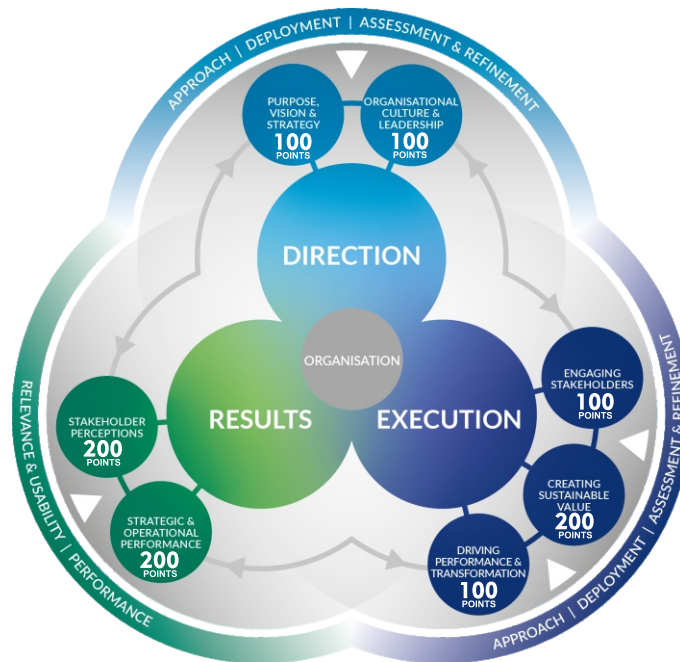 APPROACH | DEPLOYMENT | ASSESSMENT & REFINEMENT
PURPOSE,
VISION &
STRATEGY
100
POINTS
ORGANISATIONAL
CULTURE &
LEADERSHIP
100
POINTS
DIRECTION
ORGANISATION
RESULTS
EXECUTION
ENGAGING
STAKEHOLDERS
100
POINTS
CREATING
SUSTAINABLE
VALUE
200
POINTS
DRIVING
PERFORMANCE &
TRANSFORMATION
100
POINTS
APPROACH | DEPLOYMENT | ASSESSMENT & REFINEMENT
STAKEHOLDER
PERCEPTIONS
200
POINTS
STRATEGIC &
OPERATIONAL
PERFORMANCE
200
POINTS
RELEVANCE & USABILITY | PERFORMANCE